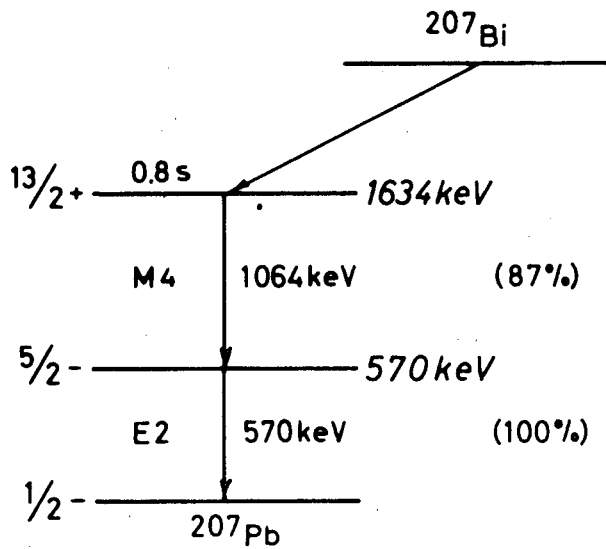 207Bi
13/2+ 0.8s 1634keV
M4 1064keV (87%)
5/2- 570keV
E2 570keV (100%)
1/2-
207Pb